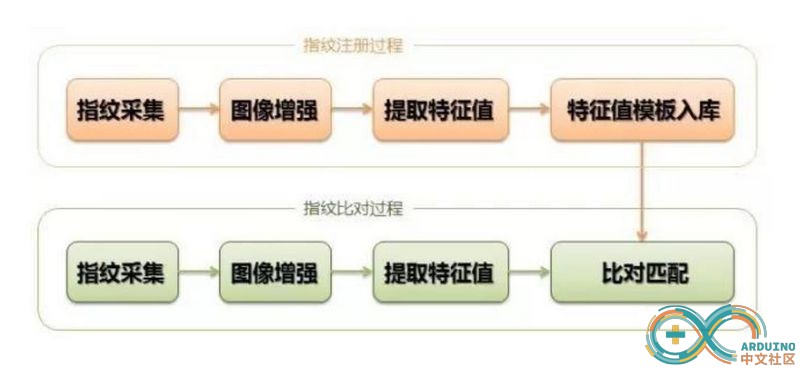 指纹注册过程
指纹采集
图像增强
提取特征值
特征值模板入库
指纹比对过程
指纹采集
图像增强
提取特征值
比对匹配
ARDUINO
中文社区